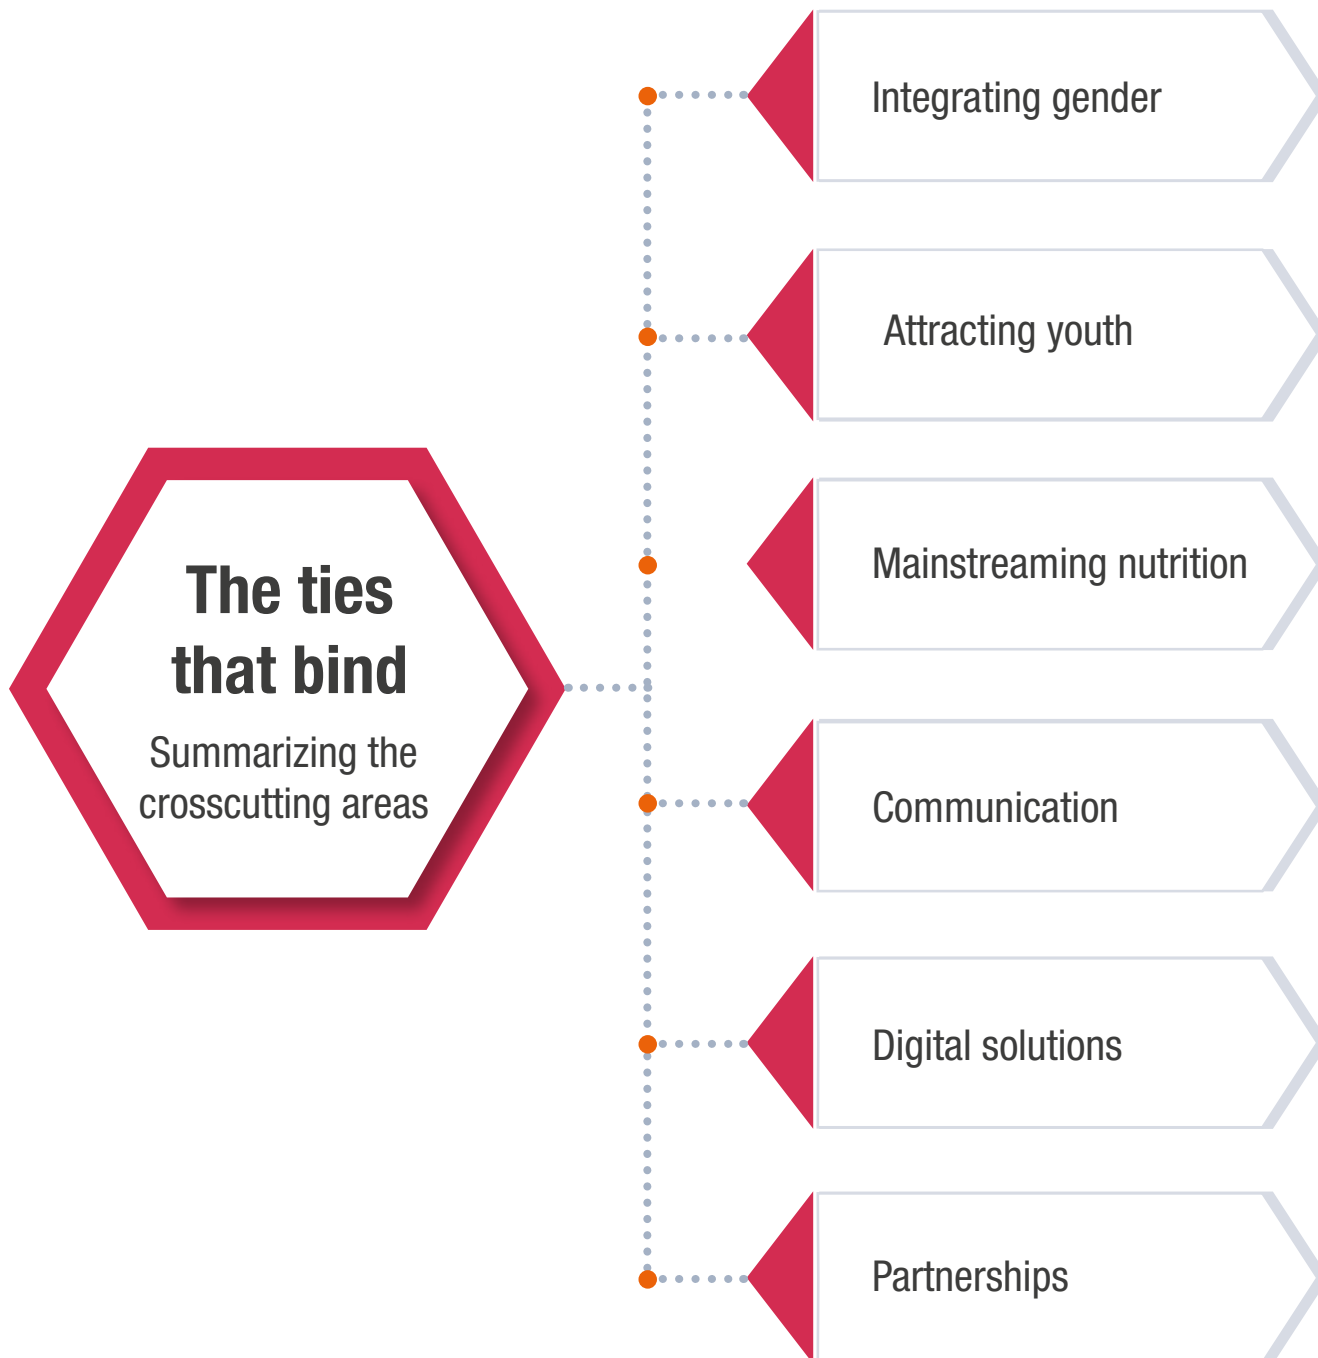 The ties
that bind
Summarizing the
crosscutting areas
Integrating gender
Attracting youth
Mainstreaming nutrition
Communication
Digital solutions
Partnerships